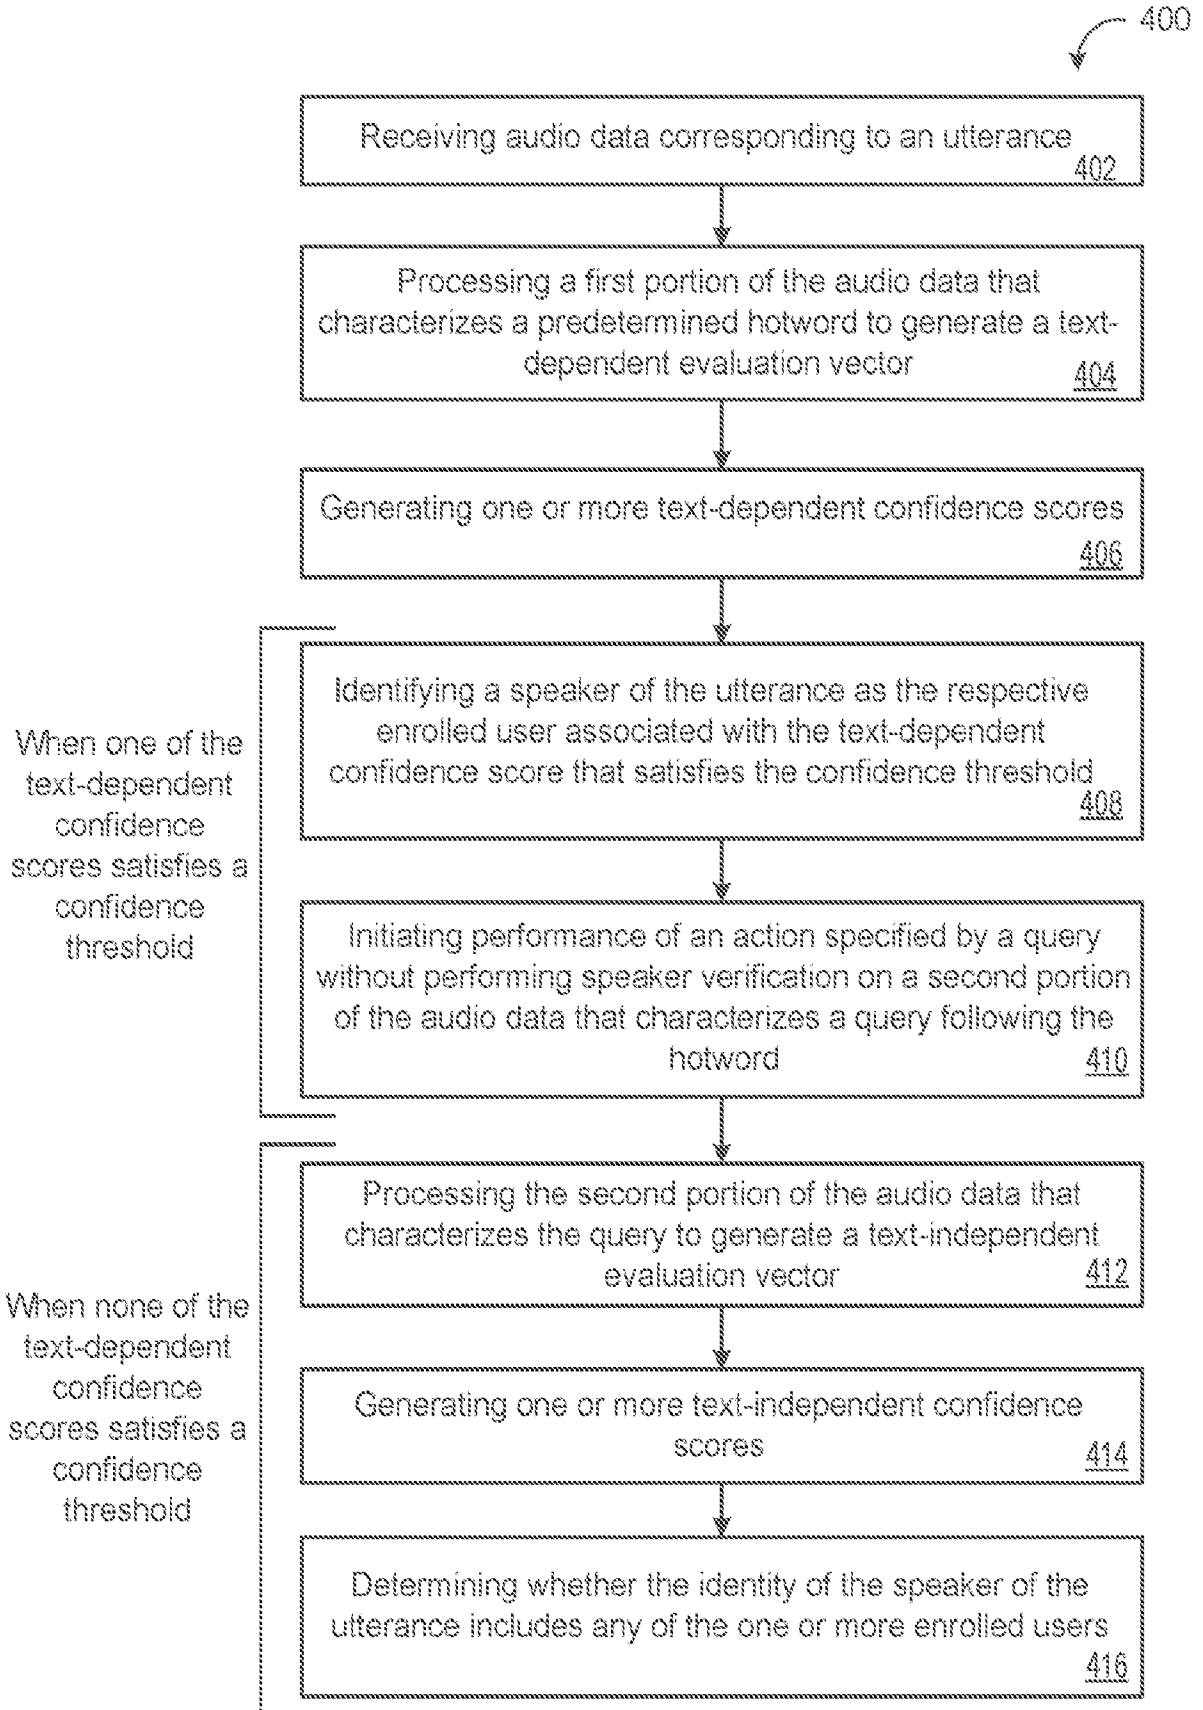 400
Receiving audio data corresponding to an utterance
402
Processing a first portion of the audio data that
characterizes a predetermined hotword to generate a text-
dependent evaluation vector
404
Generating one or more text-dependent confidence scores
406
When one of the
text-dependent
confidence
scores satisfies a
confidence
threshold
Identifying a speaker of the utterance as the respective
enrolled user associated with the text-dependent
confidence score that satisfies the confidence threshold
408
Initiating performance of an action specified by a query
without performing speaker verification on a second portion
of the audio data that characterizes a query following the
hotword
410
When none of the
text-dependent
confidence
scores satisfies a
confidence
threshold
Processing the second portion of the audio data that
characterizes the query to generate a text-independent
evaluation vector
412
Generating one or more text-independent confidence
scores
414
Determining whether the identity of the speaker of the
utterance includes any of the one or more enrolled users
416